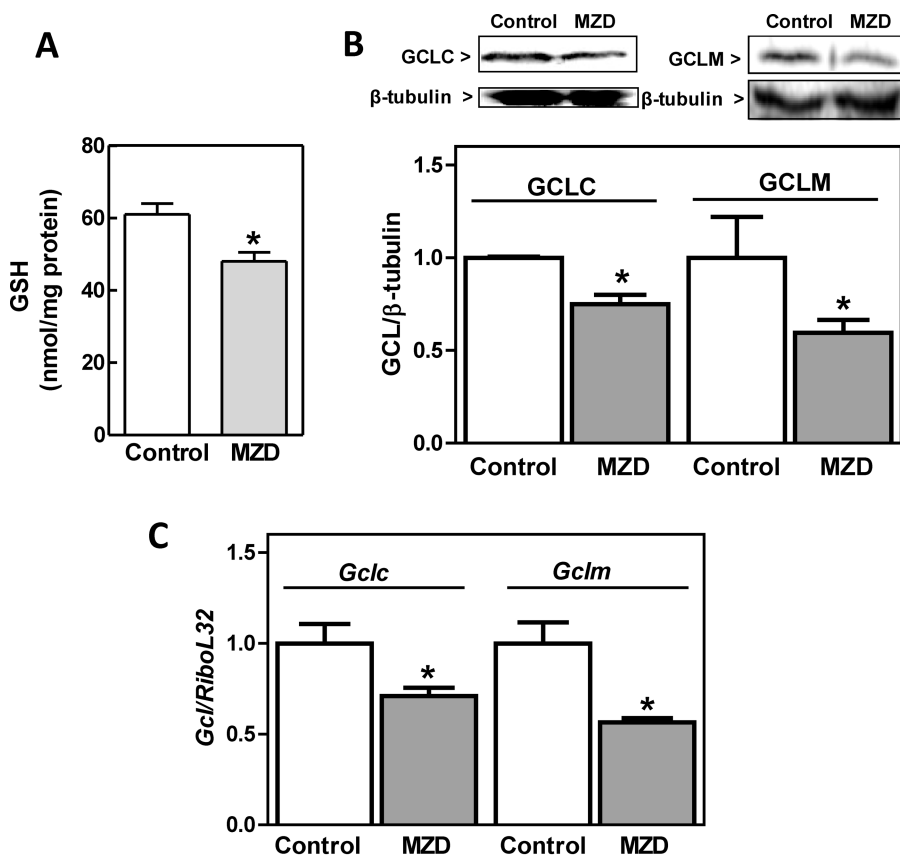 A
GSH
(nmol/mg protein)
80
60
40
20
0
*
Control MZD
B
Control MZD
GCLC >
β-tubulin >
Control MZD
GCLM >
β-tubulin >
GCL/β-tubulin
1.5
1.0
0.5
0.0
GCLC GCLM
* *
Control MZD Control MZD
C
Gcl/RiboL32
1.5
1.0
0.5
0.0
Gclc Gclm
* *
Control MZD Control MZD